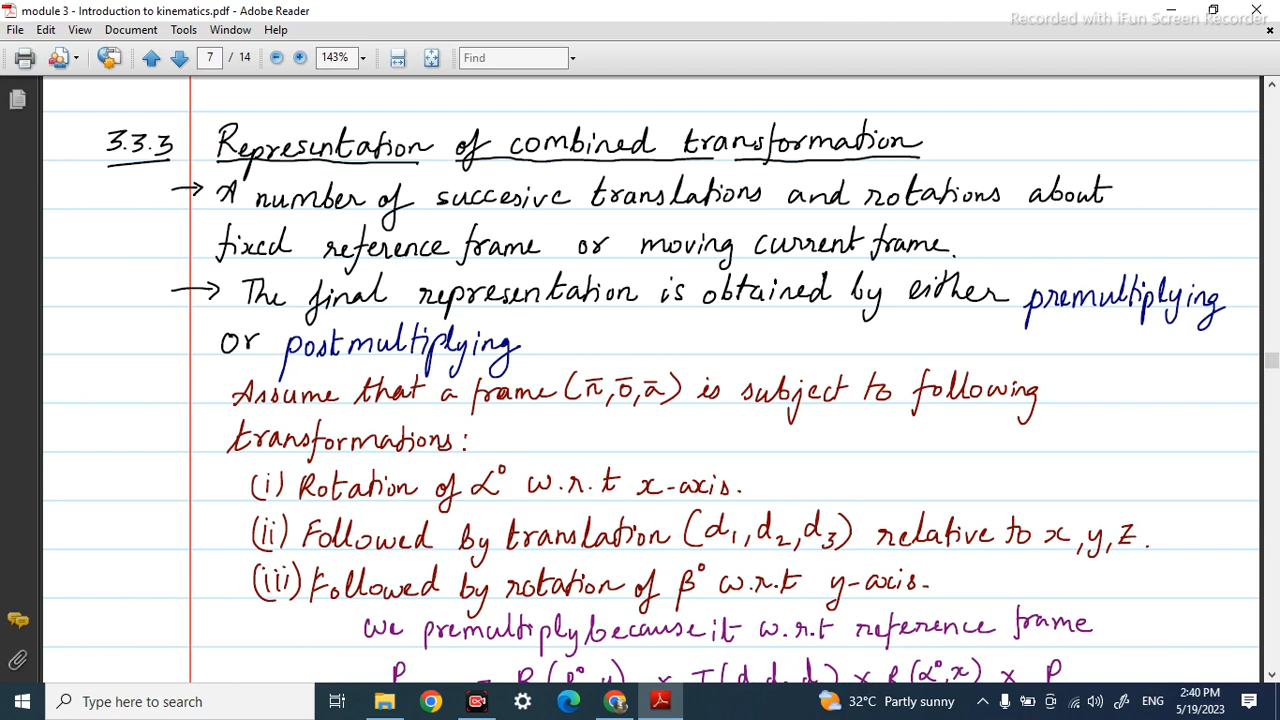 module 3 - Introduction to kinematics.pdf - Adobe Reader
Recorded with iFun Screen Recorder
File Edit View Document Tools Window Help
7 / 14 143% Find
3.3.3 Representation of combined transformation
→ A number of succesive translations and rotations about
fixed reference frame or moving current frame.
→ The final representation is obtained by either premultiplying
or postmultiplying
Assume that a frame (n̄, ō, ā) is subject to following
transformations:
(i) Rotation of α° w.r.t x-axis.
(ii) Followed by translation (d₁, d₂, d₃) relative to x, y, z.
(iii) Followed by rotation of β° w.r.t y-axis.
we premultiply because it w.r.t reference frame
Type here to search 32°C Partly sunny ENG 2:40 PM
5/19/2023